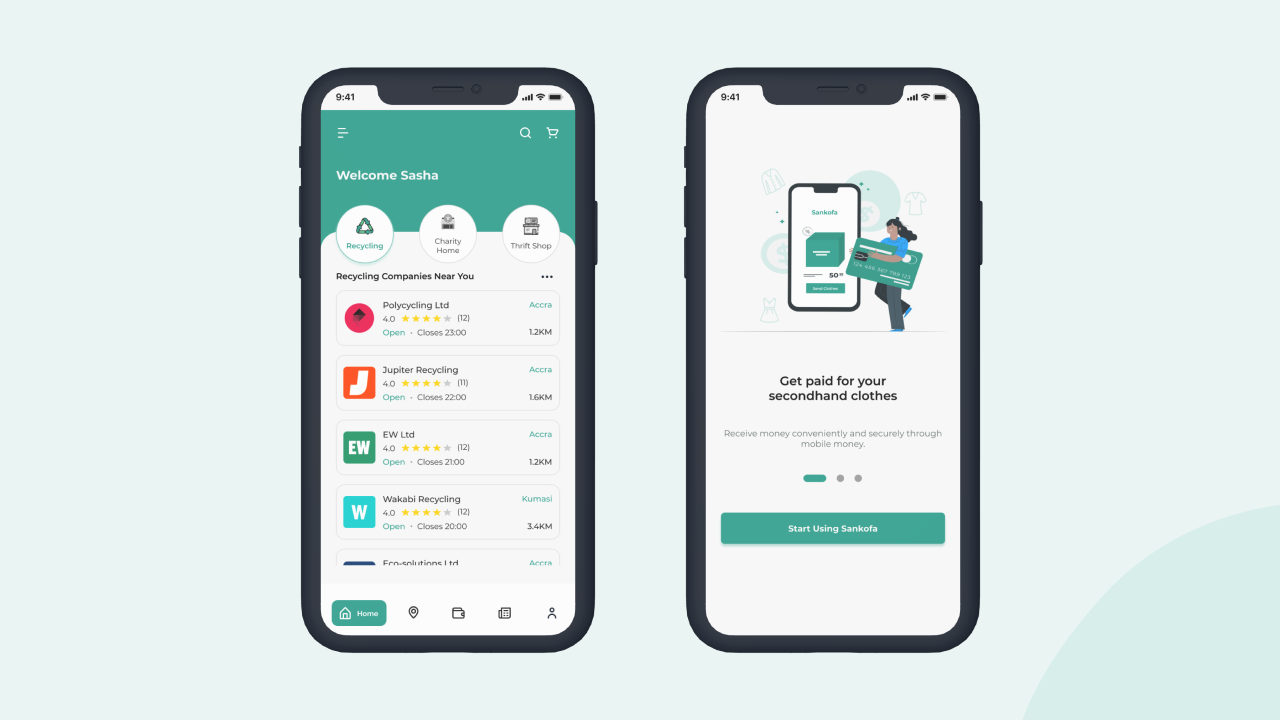 9:41
Welcome Sasha
Recycling
Charity
Home
Thrift Shop
Recycling Companies Near You
Polycycling Ltd
Accra
4.0 (12)
Open • Closes 23:00
1.2KM
J
Jupiter Recycling
Accra
4.0 (11)
Open • Closes 22:00
1.6KM
EW
EW Ltd
Accra
4.0 (12)
Open • Closes 21:00
1.2KM
W
Wakabi Recycling
Kumasi
4.0 (12)
Open • Closes 20:00
3.4KM
Eco-solutions Ltd
Accra
Home
9:41
Sankofa
50
Send Clothes
Get paid for your
secondhand clothes
Receive money conveniently and securely through
mobile money.
Start Using Sankofa